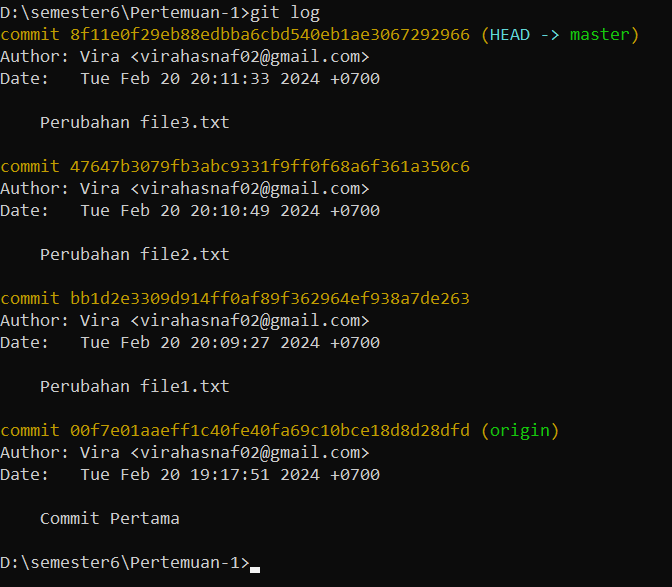 D:\semester6\Pertemuan-1>git log
commit 8f11e0f29eb88edbba6cbd540eb1ae3067292966 (HEAD -> master)
Author: Vira <virahasnaf02@gmail.com>
Date:   Tue Feb 20 20:11:33 2024 +0700
Perubahan file3.txt
commit 47647b3079fb3abc9331f9ff0f68a6f361a350c6
Author: Vira <virahasnaf02@gmail.com>
Date:   Tue Feb 20 20:10:49 2024 +0700
Perubahan file2.txt
commit bb1d2e3309d914ff0af89f362964ef938a7de263
Author: Vira <virahasnaf02@gmail.com>
Date:   Tue Feb 20 20:09:27 2024 +0700
Perubahan file1.txt
commit 00f7e01aaeff1c40fe40fa69c10bce18d8d28dfd (origin)
Author: Vira <virahasnaf02@gmail.com>
Date:   Tue Feb 20 19:17:51 2024 +0700
Commit Pertama
D:\semester6\Pertemuan-1>